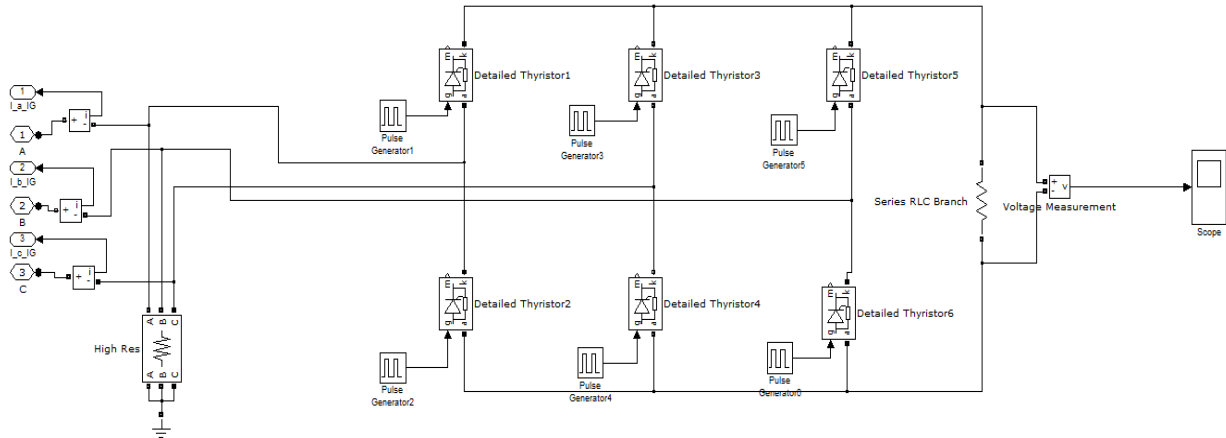 1
I_a_IG
+
i
-
1
A
2
I_b_IG
+
i
-
2
B
3
I_c_IG
+
i
-
3
C
A
B
C
High Res
A
B
C
m
k
g
a
Detailed Thyristor1
Pulse
Generator1
m
k
g
a
Detailed Thyristor3
Pulse
Generator3
m
k
g
a
Detailed Thyristor5
Pulse
Generator5
m
k
g
a
Detailed Thyristor2
Pulse
Generator2
m
k
g
a
Detailed Thyristor4
Pulse
Generator4
m
k
g
a
Detailed Thyristor6
Pulse
Series RLC Branch
+
-
v
Voltage Measurement
Scope